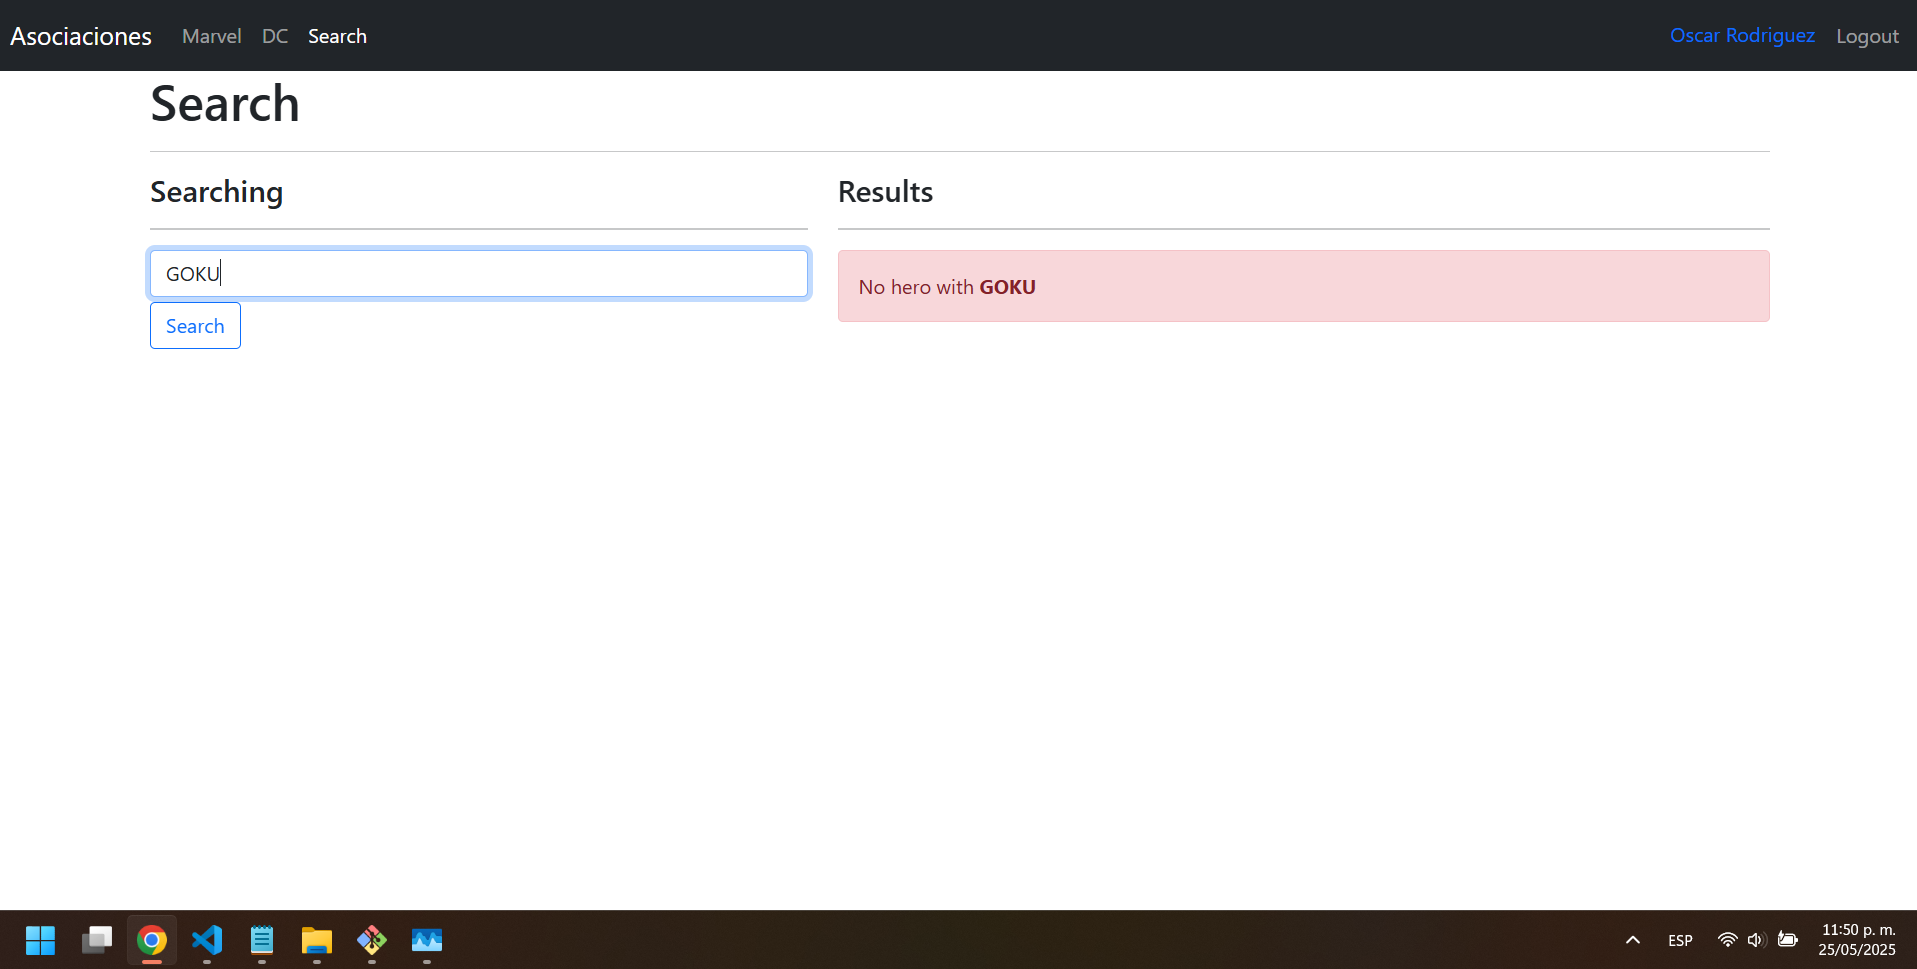 Asociaciones Marvel DC Search Oscar Rodriguez Logout
Search
Searching
GOKU
Search
Results
No hero with GOKU
ESP
11:50 p. m.
25/05/2025